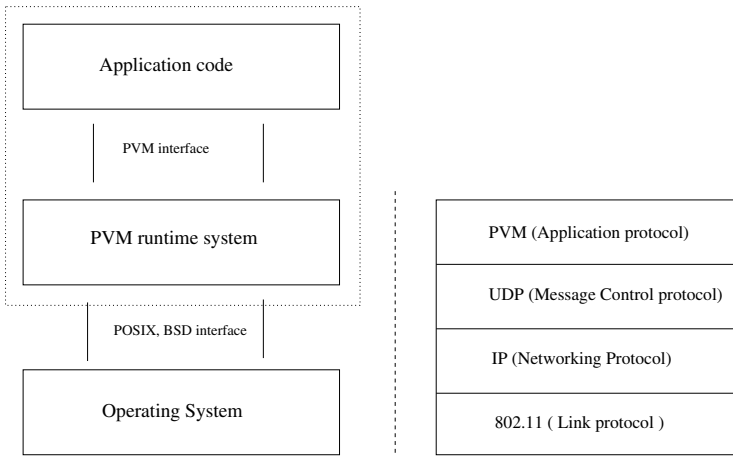 Application code
PVM interface
PVM runtime system
POSIX, BSD interface
Operating System
PVM (Application protocol)
UDP (Message Control protocol)
IP (Networking Protocol)
802.11 ( Link protocol )